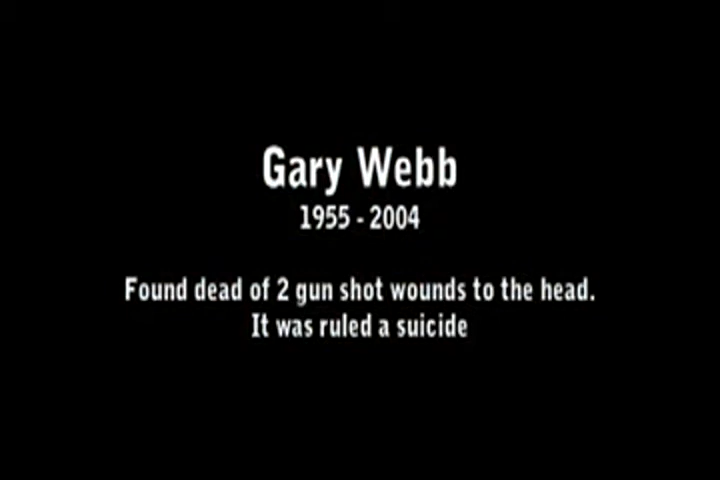 Gary Webb
1955 - 2004
Found dead of 2 gun shot wounds to the head.
It was ruled a suicide